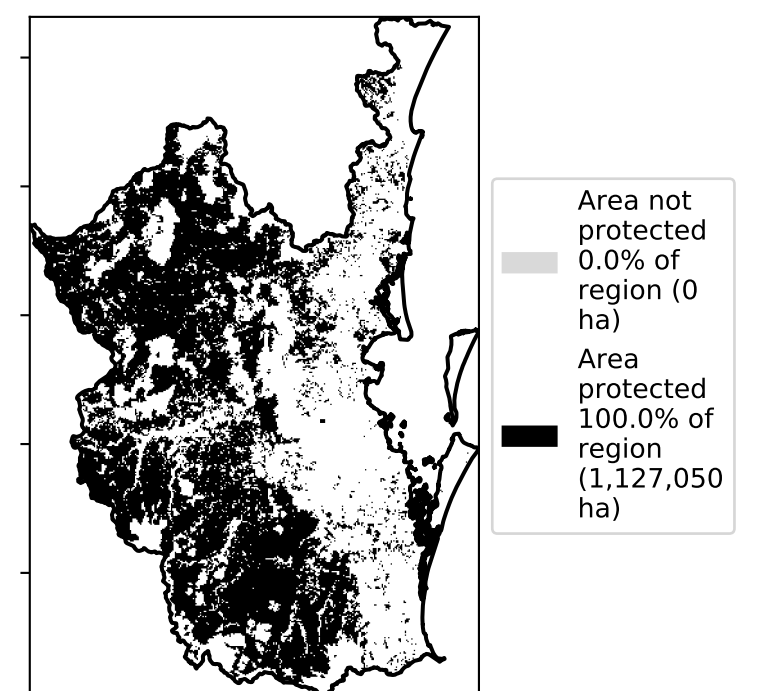 Area not
protected
0.0% of
region (0
ha)
Area
protected
100.0% of
region
(1,127,050
ha)